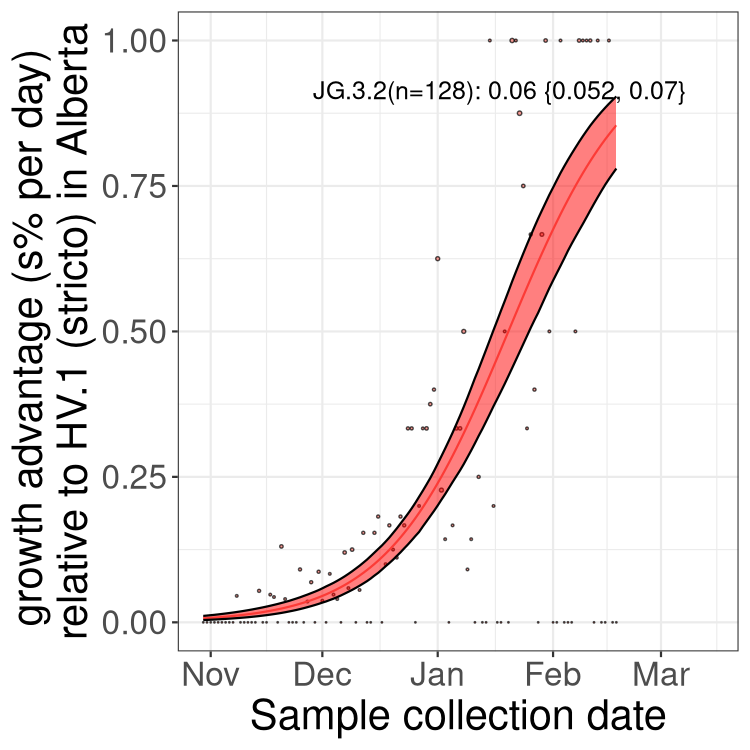 growth advantage (s% per day)
relative to HV.1 (stricto) in Alberta
1.00
0.75
0.50
0.25
0.00
JG.3.2(n=128): 0.06 {0.052, 0.07}
Nov Dec Jan Feb Mar
Sample collection date